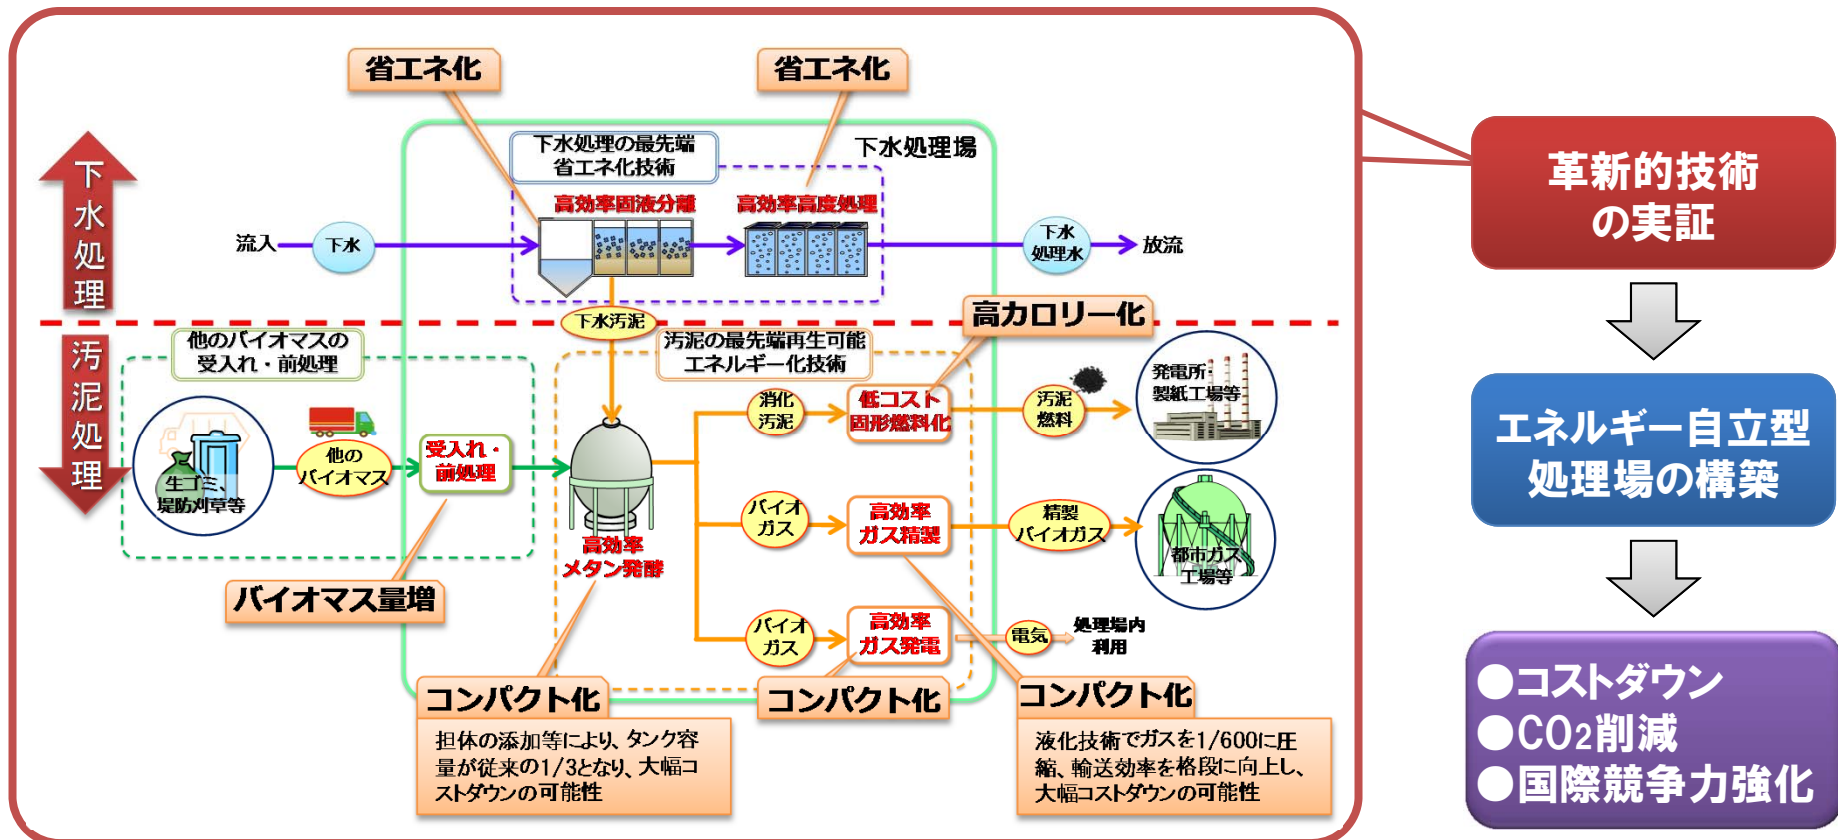 省エネ化
省エネ化
下水処理
下水処理の最先端
省エネ化技術
下水処理場
高効率固液分離
高効率高度処理
流入
下水
下水
処理水
放流
高カロリー化
下水汚泥
汚泥処理
他のバイオマスの
受入れ・前処理
汚泥の最先端再生可能
エネルギー化技術
生ゴミ、
堤防刈草等
他の
バイオマス
受入れ・
前処理
高効率
メタン発酵
消化
汚泥
低コスト
固形燃料化
汚泥
燃料
発電所・
製紙工場等
バイオ
ガス
高効率
ガス精製
精製
バイオガス
都市ガス
工場等
バイオ
ガス
高効率
ガス発電
電気
処理場内
利用
バイオマス量増
コンパクト化
担体の添加等により、タンク容
量が従来の1/3となり、大幅コ
ストダウンの可能性
コンパクト化
コンパクト化
液化技術でガスを1/600に圧
縮、輸送効率を格段に向上し、
大幅コストダウンの可能性
革新的技術
の実証
エネルギー自立型
処理場の構築
●コストダウン
●CO2削減
●国際競争力強化